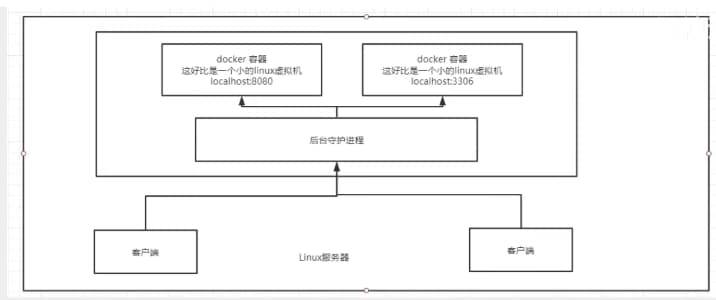 docker 容器
这好比是一个小的linux虚拟机
localhost:8080
docker 容器
这好比是一个小的linux虚拟机
localhost:3306
后台守护进程
客户端
客户端
Linux服务器